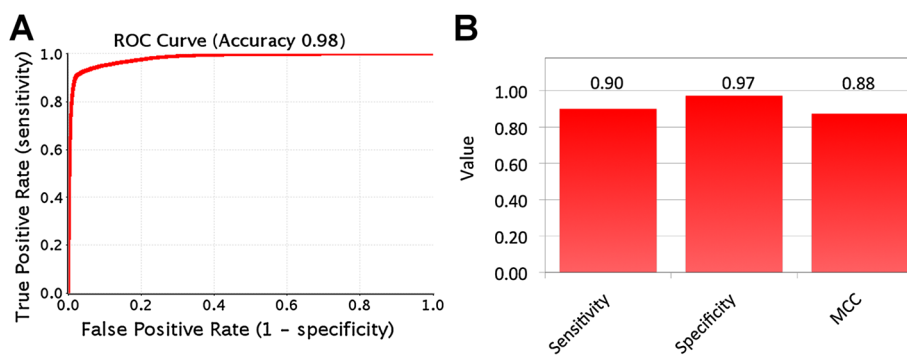 A
ROC Curve (Accuracy 0.98)
True Positive Rate (sensitivity)
1.0
0.8
0.6
0.4
0.2
0.0
0.0 0.2 0.4 0.6 0.8 1.0
False Positive Rate (1 – specificity)
B
Value
1.00
0.80
0.60
0.40
0.20
0.00
0.90 0.97 0.88
Sensitivity
Specificity
MCC